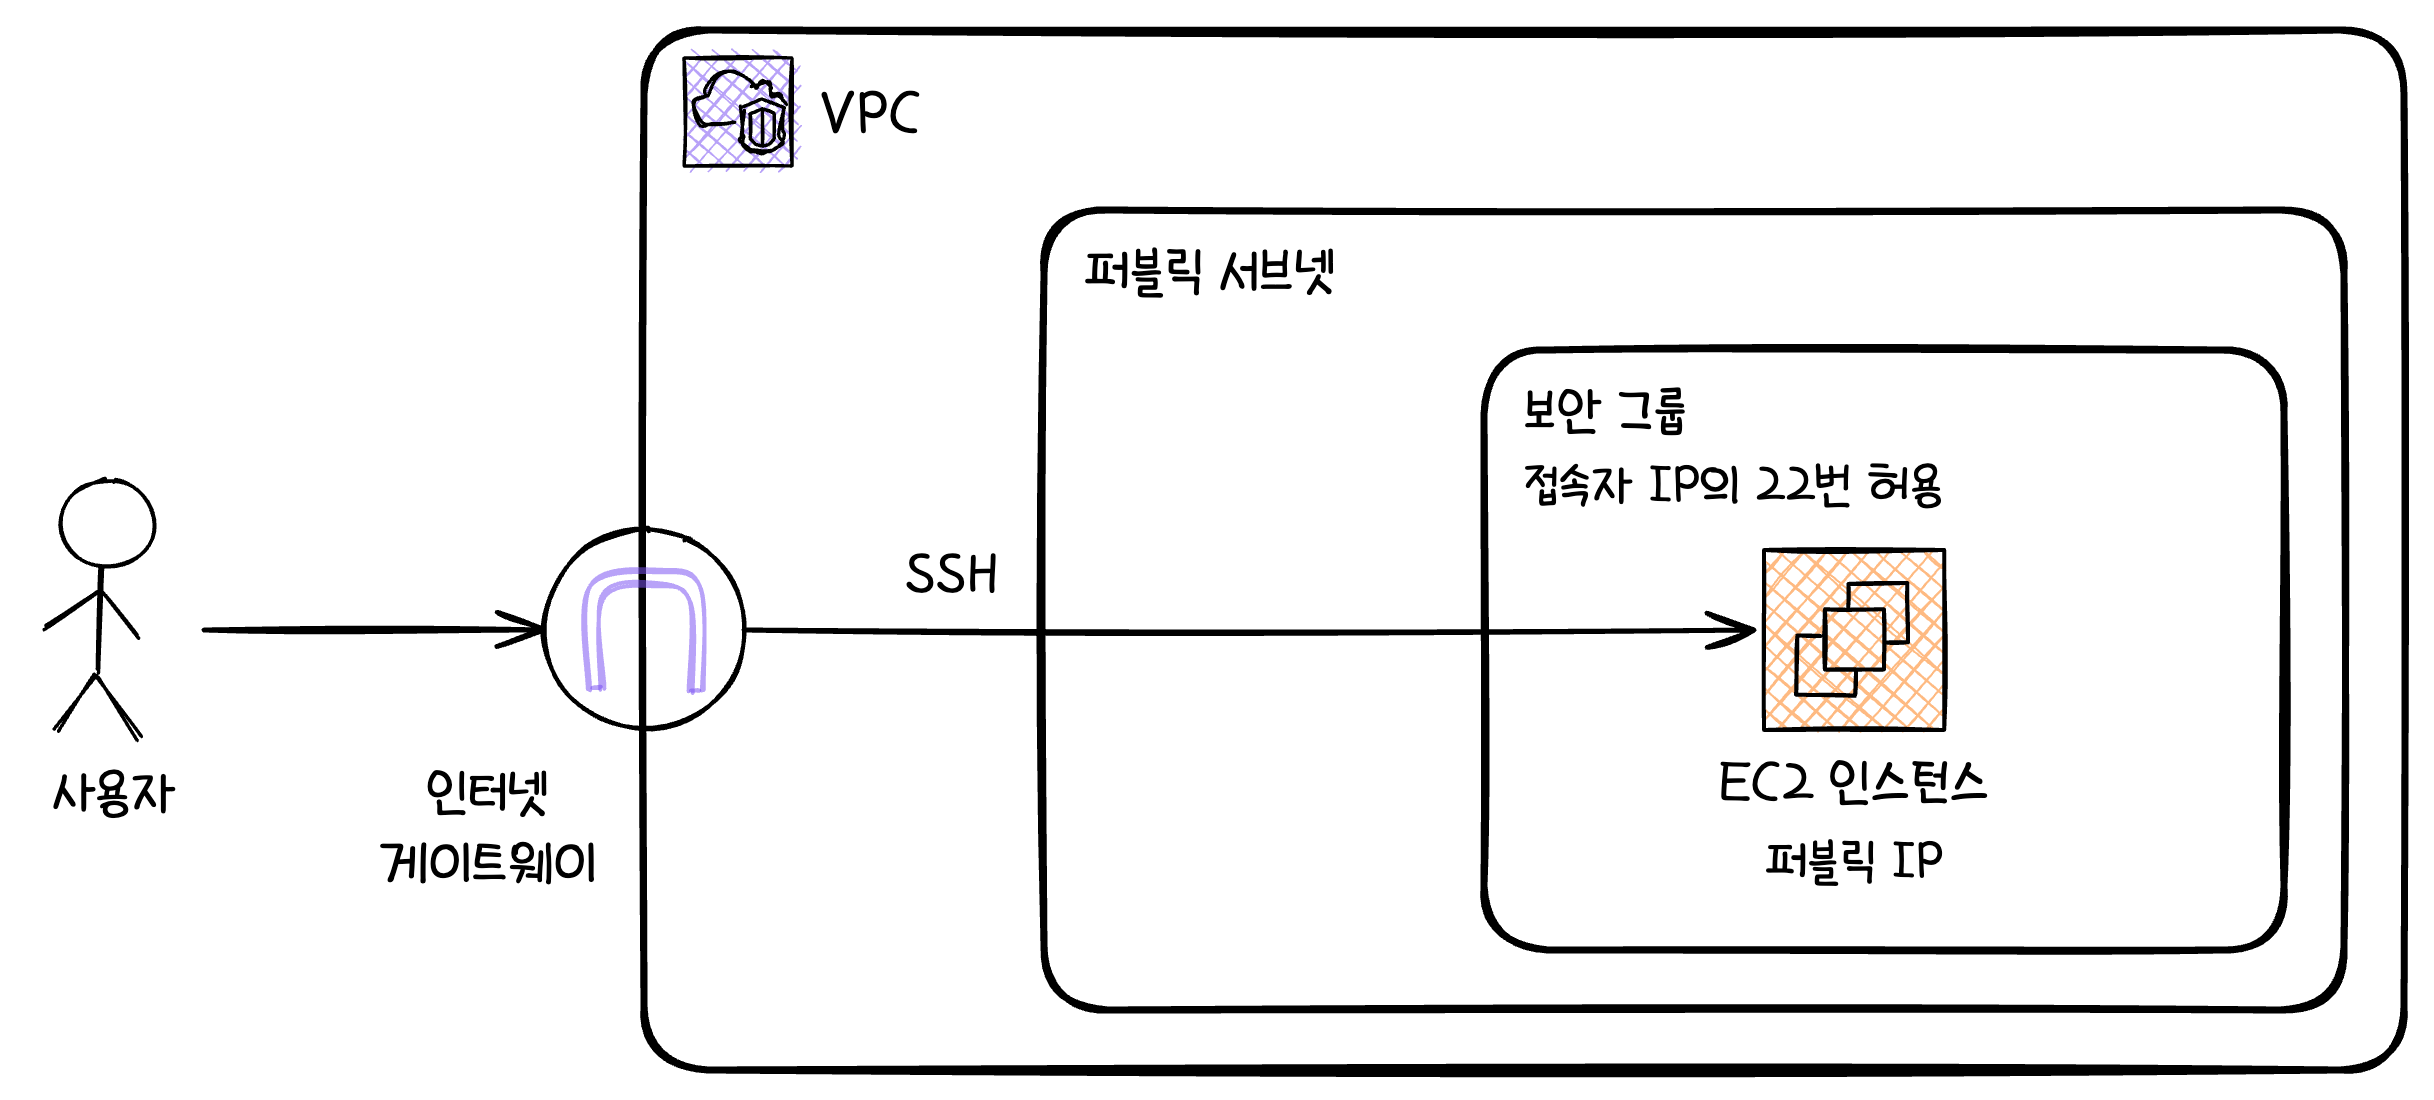 VPC
퍼블릭 서브넷
보안 그룹
접속자 IP의 22번 허용
SSH
사용자
인터넷
게이트웨이
EC2 인스턴스
퍼블릭 IP